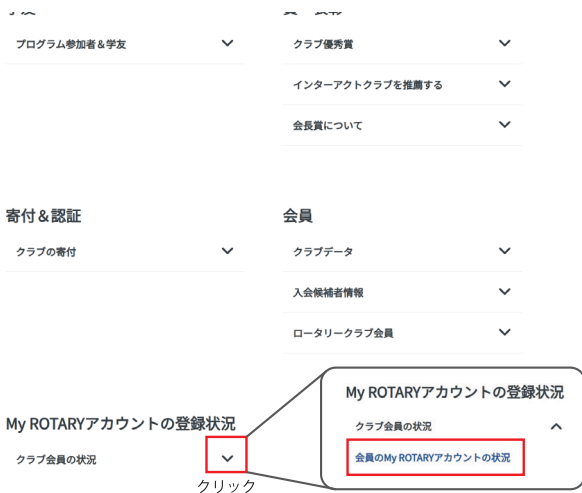 プログラム参加者＆学友
クラブ優秀賞
インターアクトクラブを推薦する
会長賞について
寄付＆認証
クラブの寄付
会員
クラブデータ
入会候補者情報
ロータリークラブ会員
My ROTARYアカウントの登録状況
クラブ会員の状況
クリック
My ROTARYアカウントの登録状況
クラブ会員の状況
会員のMy ROTARYアカウントの状況